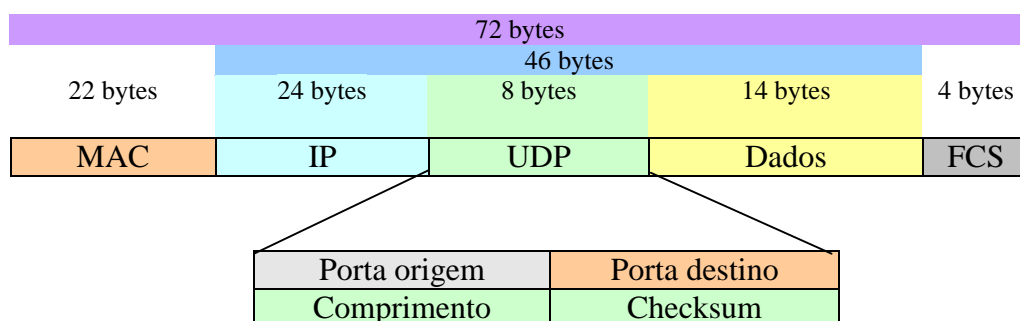 72 bytes
46 bytes
22 bytes 24 bytes 8 bytes 14 bytes 4 bytes
MAC IP UDP Dados FCS
Porta origem Porta destino
Comprimento Checksum